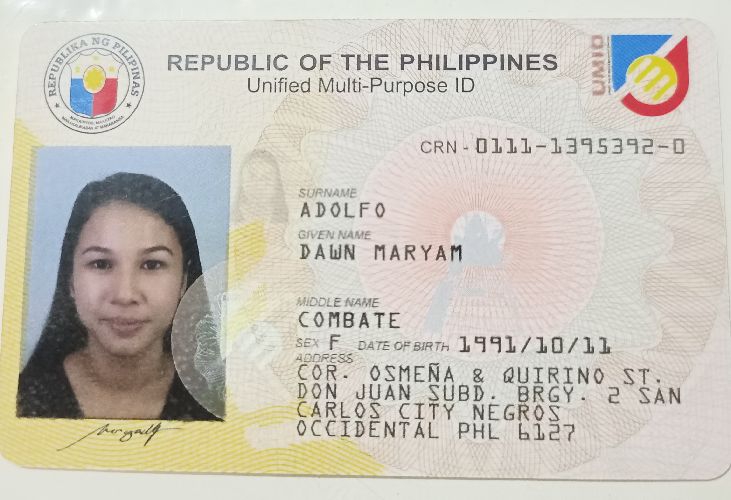 REPUBLIKA NG PILIPINAS
REPUBLIC OF THE PHILIPPINES
Unified Multi-Purpose ID
UMID
CRN - 0111-1395392-0
SURNAME
ADOLFO
GIVEN NAME
DAWN MARYAM
MIDDLE NAME
COMBATE
SEX F DATE OF BIRTH 1991/10/11
ADDRESS
COR. OSMEÑA & QUIRINO ST.
DON JUAN SUBD. BRGY. 2 SAN
CARLOS CITY NEGROS
OCCIDENTAL PHL 6127